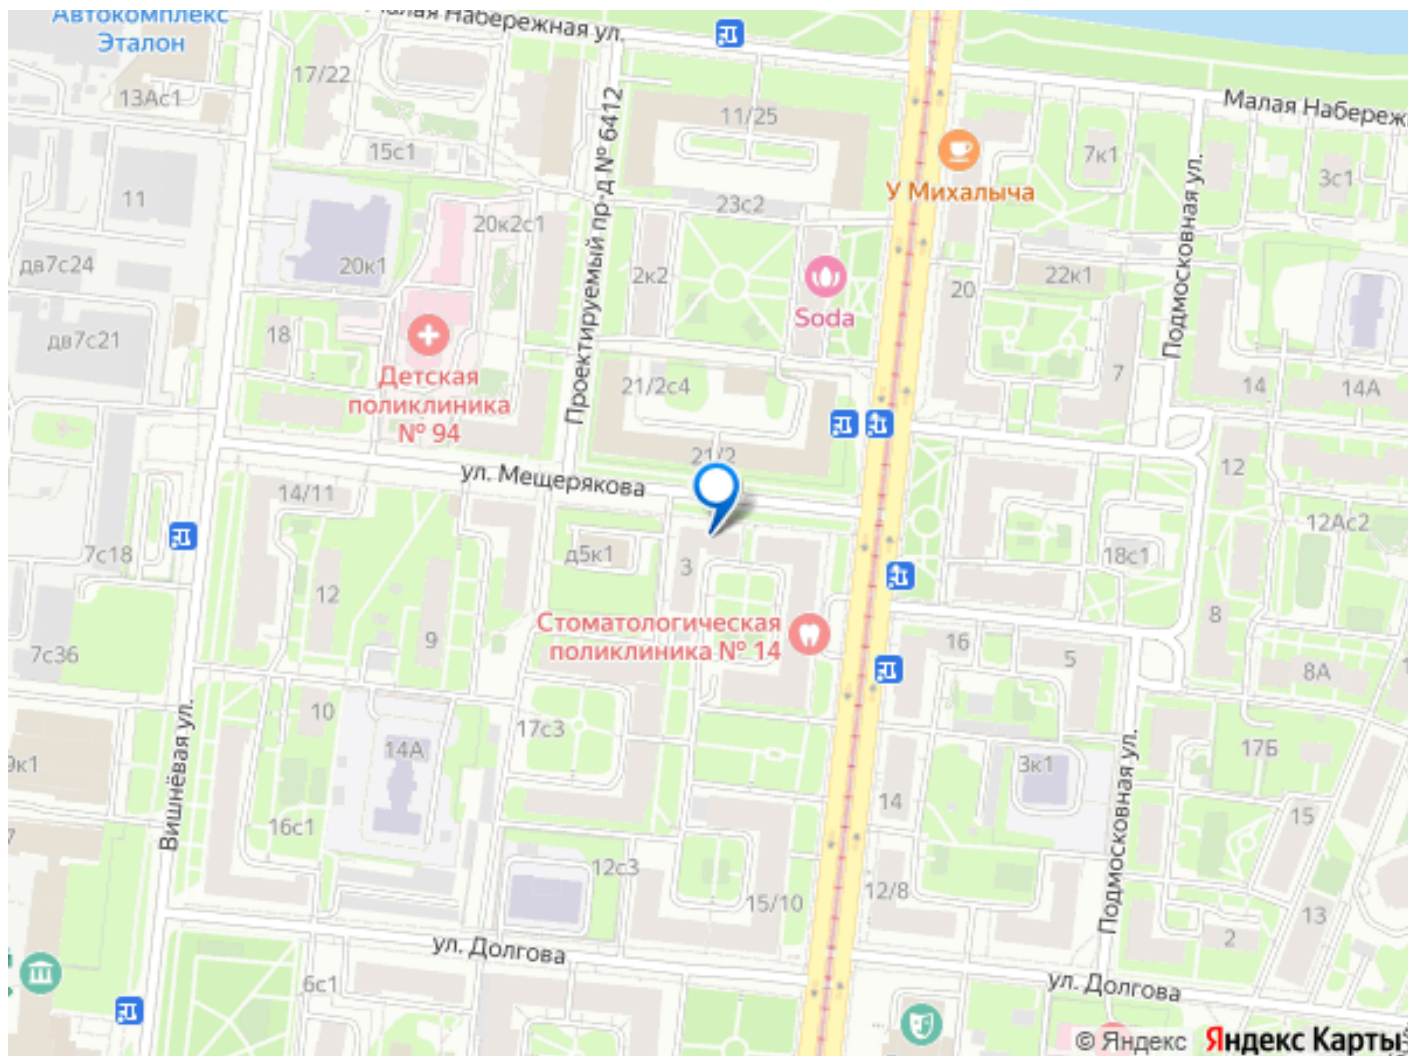 Автокомплекс
Эталон
Малая Набережная ул.
17/22
13Ас1
11/25
Малая Набереж
15с1
7к1
3с1
11
У Михалыча
Проектируемый пр-д № 6412
Подмосковная ул.
20к2с1
23с2
дв7с24
20к1
2к2
22к1
20
Soda
18
дв7с21
Детская
поликлиника
№ 94
21/2с4
7
14
14А
21/2
ул. Мещерякова
12
14/11
12Ас2
7с18
д5к1
3
18с1
12
Стоматологическая
поликлиника № 14
8
9
16
7с36
5
8А
10
17с3
14А
17Б
9к1
3к1
Вишнёвая ул.
Подмосковная ул.
14
16с1
15
7
12с3
12/8
15/10
13
2
ул. Долгова
6с1
ул. Долгова
© Яндекс Яндекс Карты